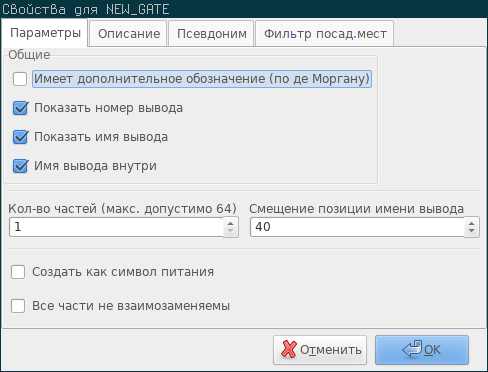 Свойства для NEW_GATE
Параметры Описание Псевдоним Фильтр посад.мест
Общие
Имеет дополнительное обозначение (по де Моргану)
Показать номер вывода
Показать имя вывода
Имя вывода внутри
Кол-во частей (макс. допустимо 64) Смещение позиции имени вывода
1 40
Создать как символ питания
Все части не взаимозаменяемы
Отменить OK